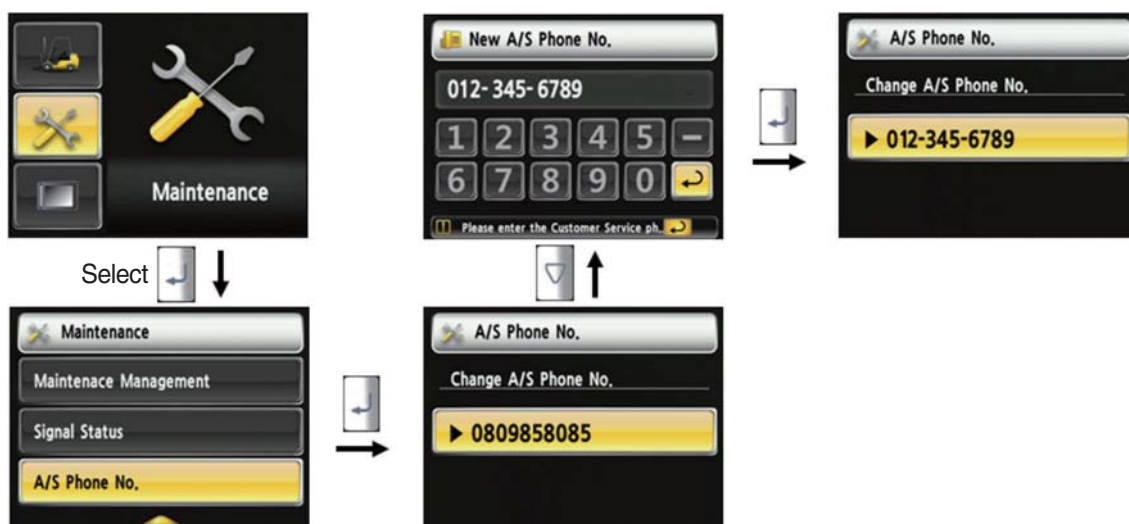 Maintenance
New A/S Phone No.
012-345-6789
1 2 3 4 5 -
6 7 8 9 0
Please enter the Customer Service ph.
A/S Phone No.
Change A/S Phone No.
012-345-6789
Select
Maintenance
Maintenace Management
Signal Status
A/S Phone No.
A/S Phone No.
Change A/S Phone No.
0809858085